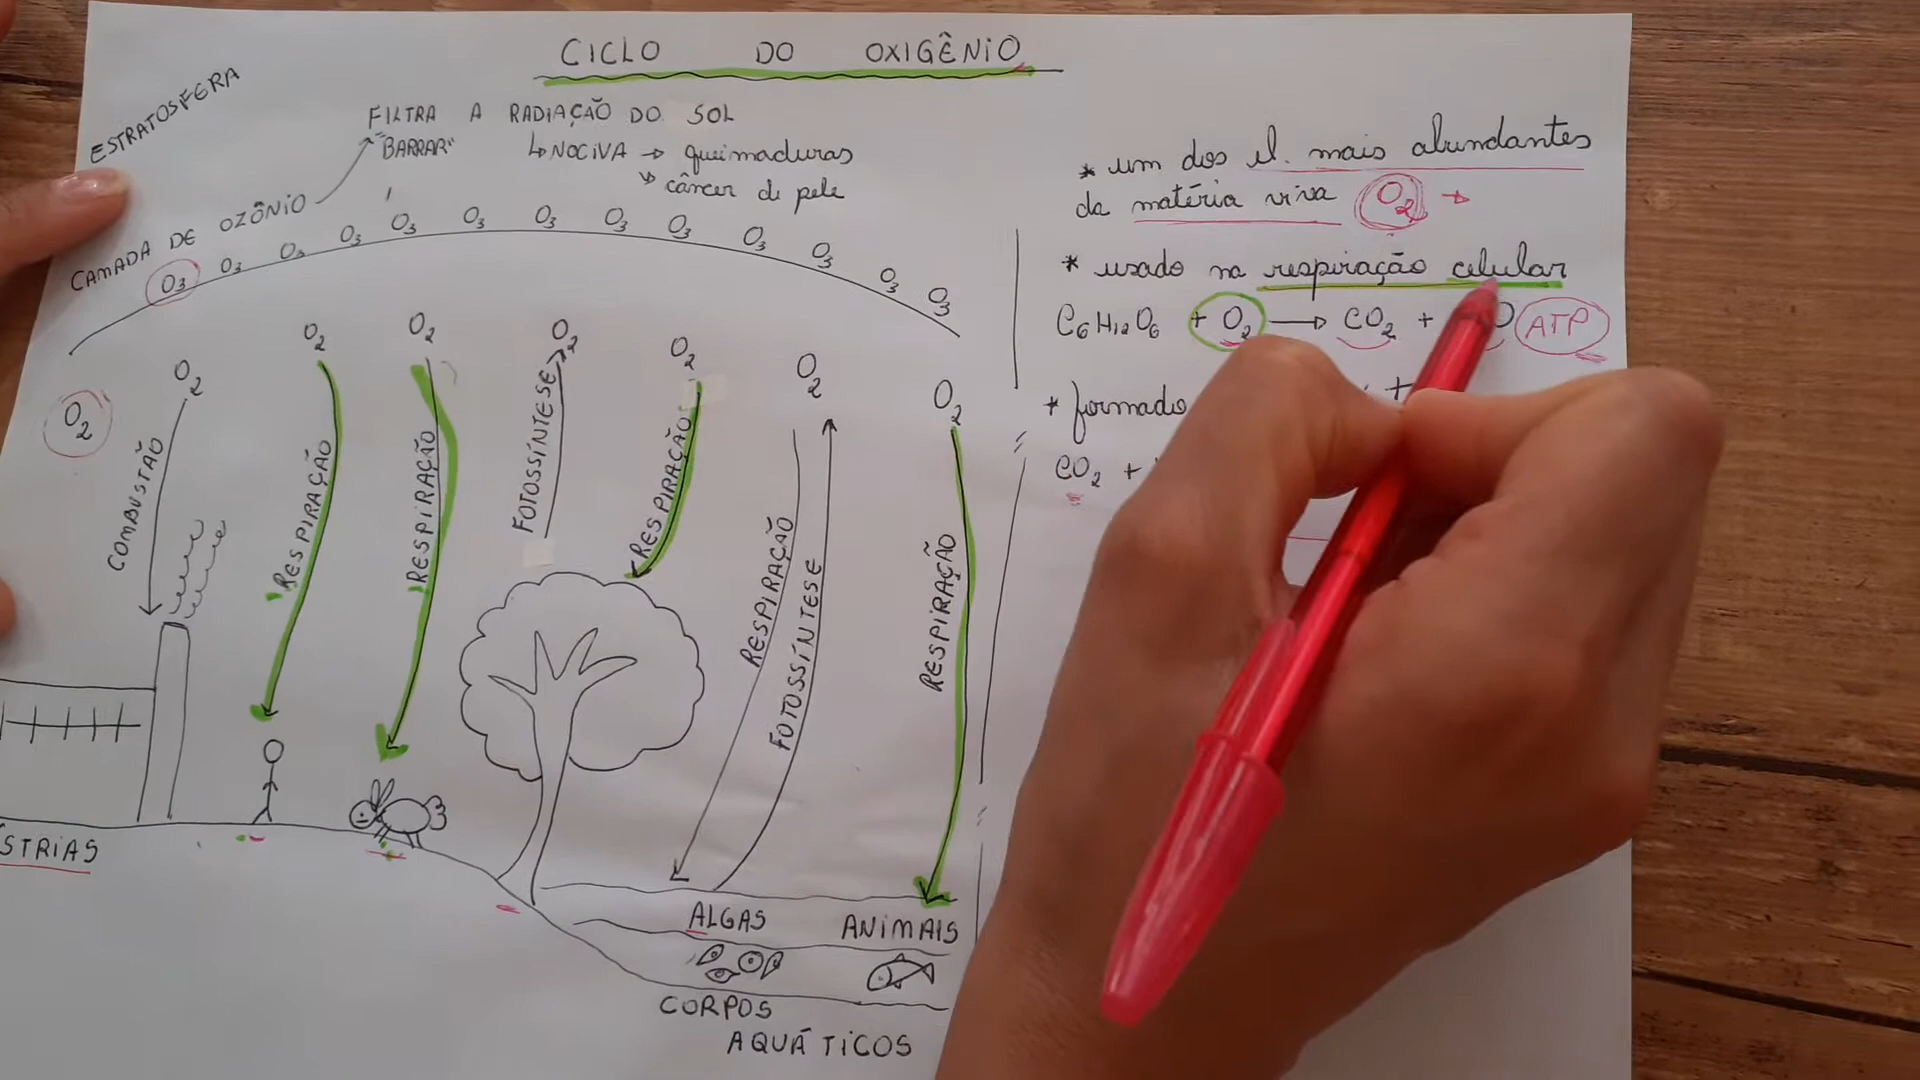 CICLO DO OXIGÊNIO
ESTRATOSFERA
FILTRA A RADIAÇÃO DO SOL
"BARRAR"
↳ NOCIVA → queimaduras
↳ câncer de pele
CAMADA DE OZÔNIO
O3 O3 O3 O3 O3 O3 O3 O3 O3 O3 O3 O3 O3
O2
O2 O2 O2 O2 O2 O2 O2
COMBUSTÃO
RESPIRAÇÃO
RESPIRAÇÃO
FOTOSSÍNTESE
RESPIRAÇÃO
RESPIRAÇÃO
FOTOSSÍNTESE
RESPIRAÇÃO
STRIAS
ALGAS
ANIMAIS
CORPOS
AQUÁTICOS
* um dos el. mais abundantes
da matéria viva O2 →
* usado na respiração celular
C6H12O6 + O2 → CO2 + O ATP
* formado
CO2 +